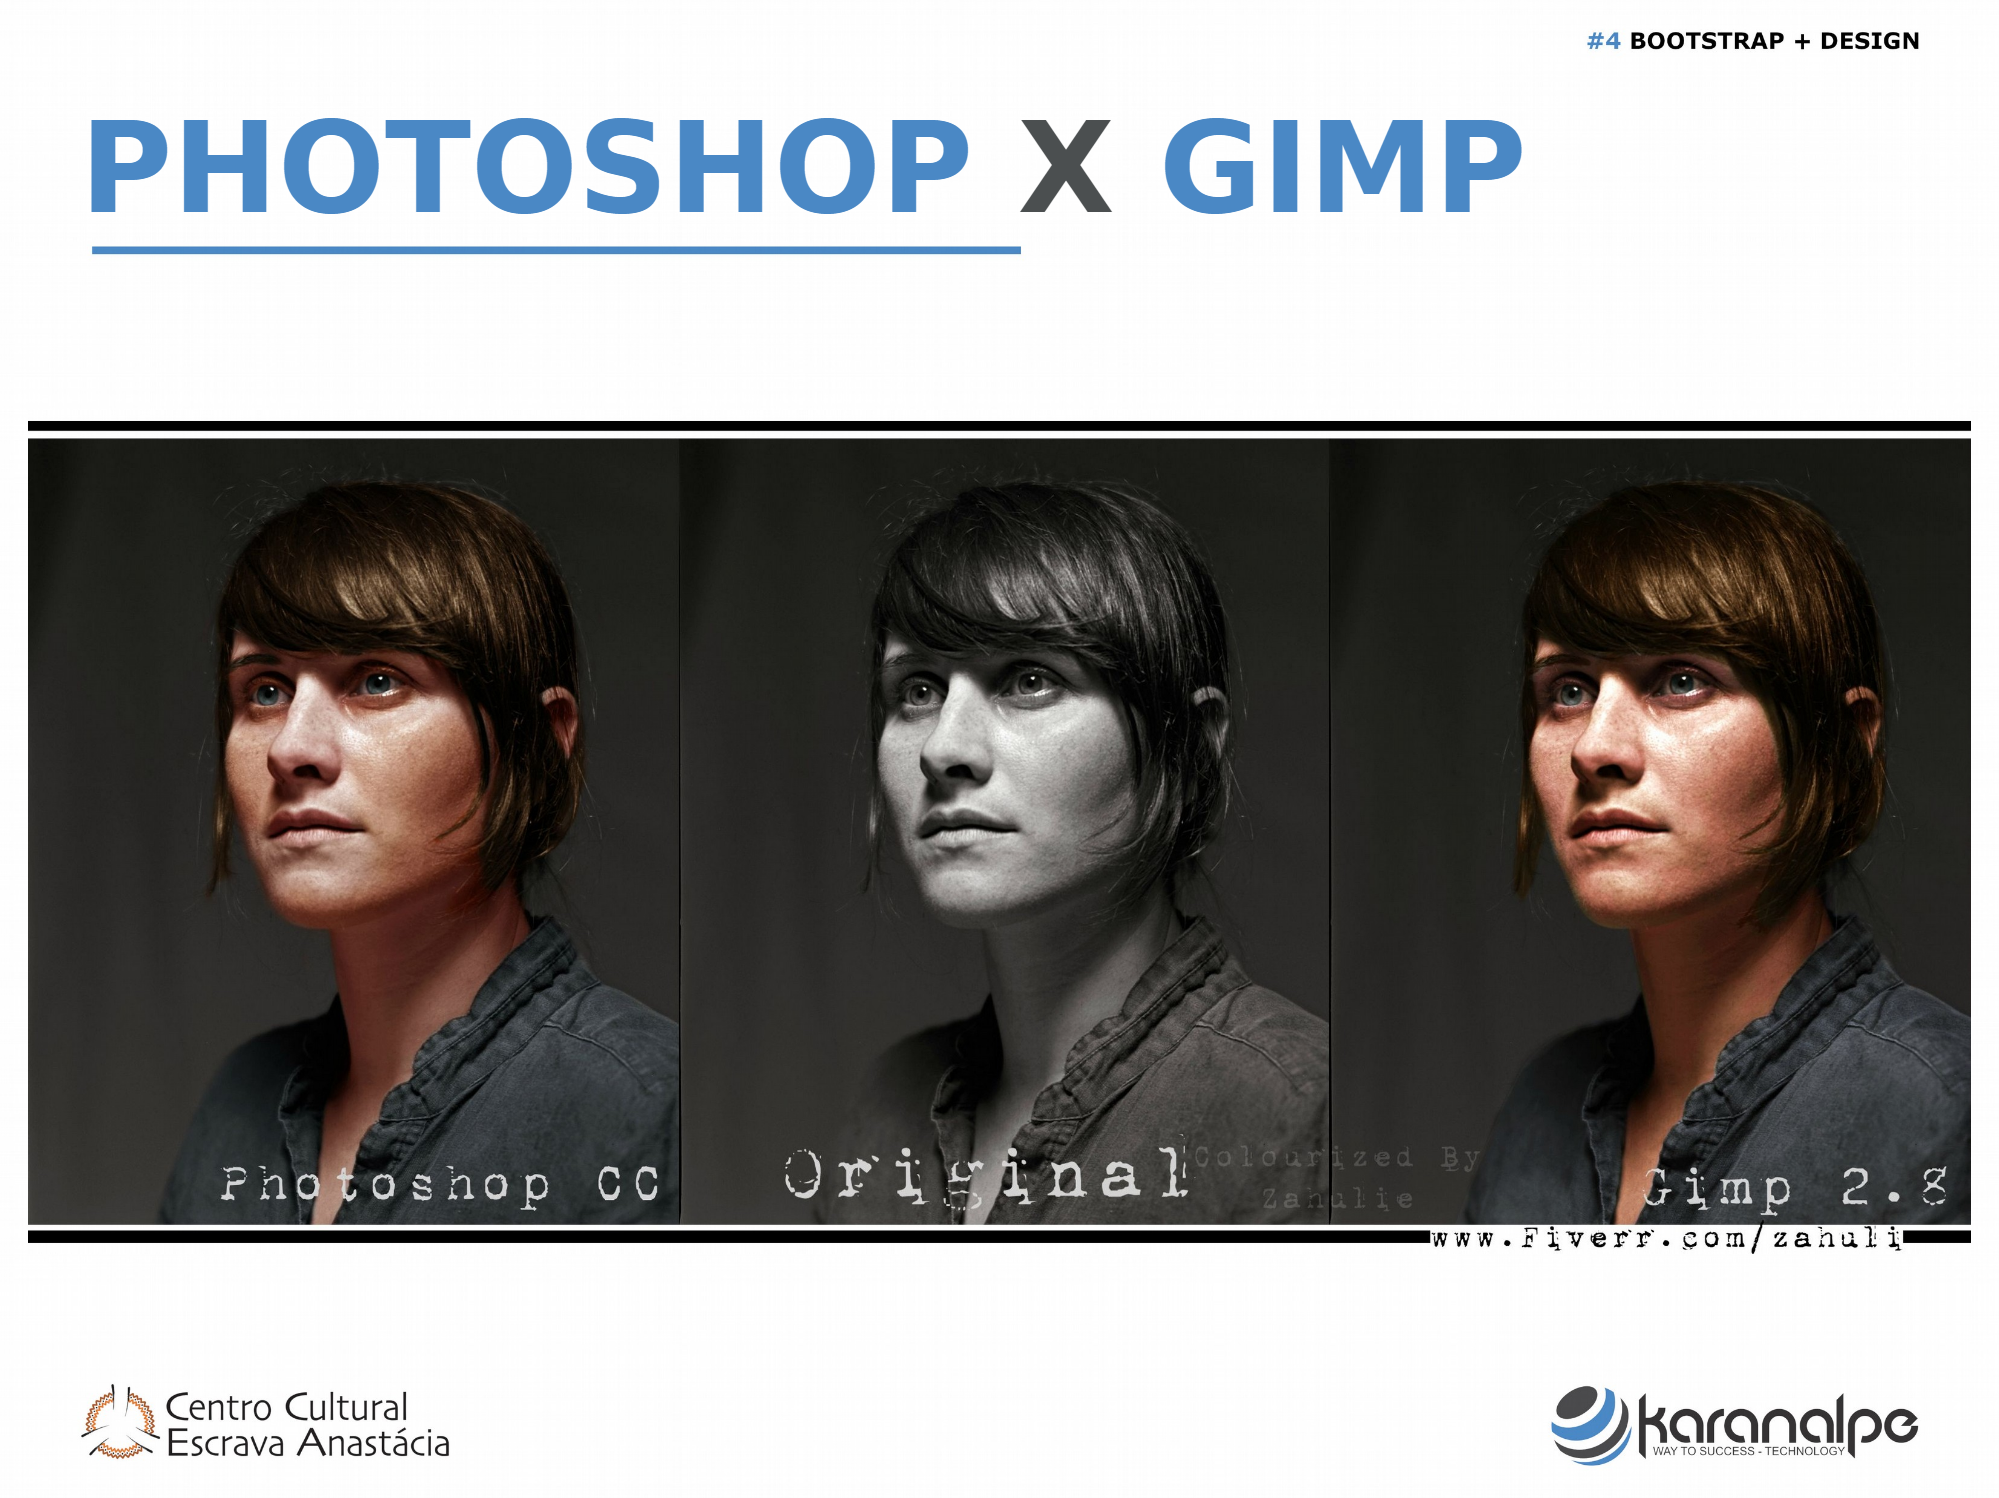 #4 BOOTSTRAP + DESIGN
PHOTOSHOP X GIMP
Photoshop CC
Original
Colourized By
Zahulie
Gimp 2.8
www.Fiverr.com/zahuli
Centro Cultural
Escrava Anastácia
karanalpe
WAY TO SUCCESS - TECHNOLOGY